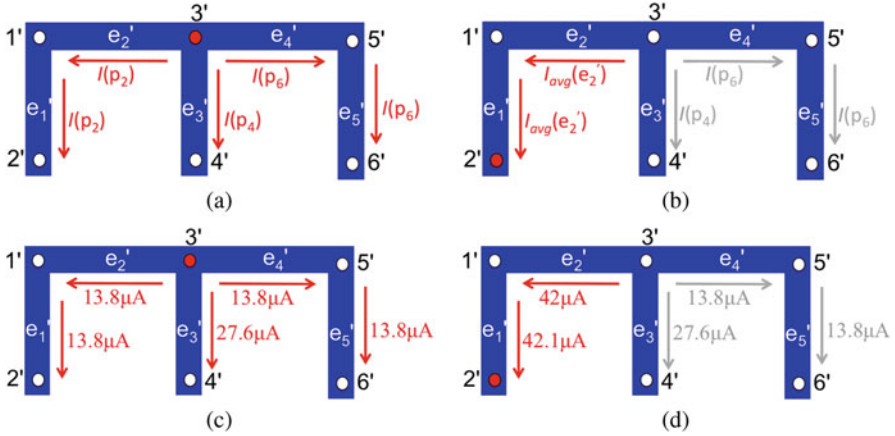 3'
1' e₂' e₄' 5'
I(p₂) I(p₆)
e₁' I(p₂) e₃' I(p₄) e₅' I(p₆)
2' 4' 6'
(a)
3'
1' e₂' e₄' 5'
I_avg(e₂') I(p₆)
e₁' I_avg(e₂') e₃' I(p₄) e₅' I(p₆)
2' 4' 6'
(b)
3'
1' e₂' e₄' 5'
13.8µA 13.8µA
e₁' 13.8µA e₃' 27.6µA e₅' 13.8µA
2' 4' 6'
(c)
3'
1' e₂' e₄' 5'
42µA 13.8µA
e₁' 42.1µA e₃' 27.6µA e₅' 13.8µA
2' 4' 6'
(d)